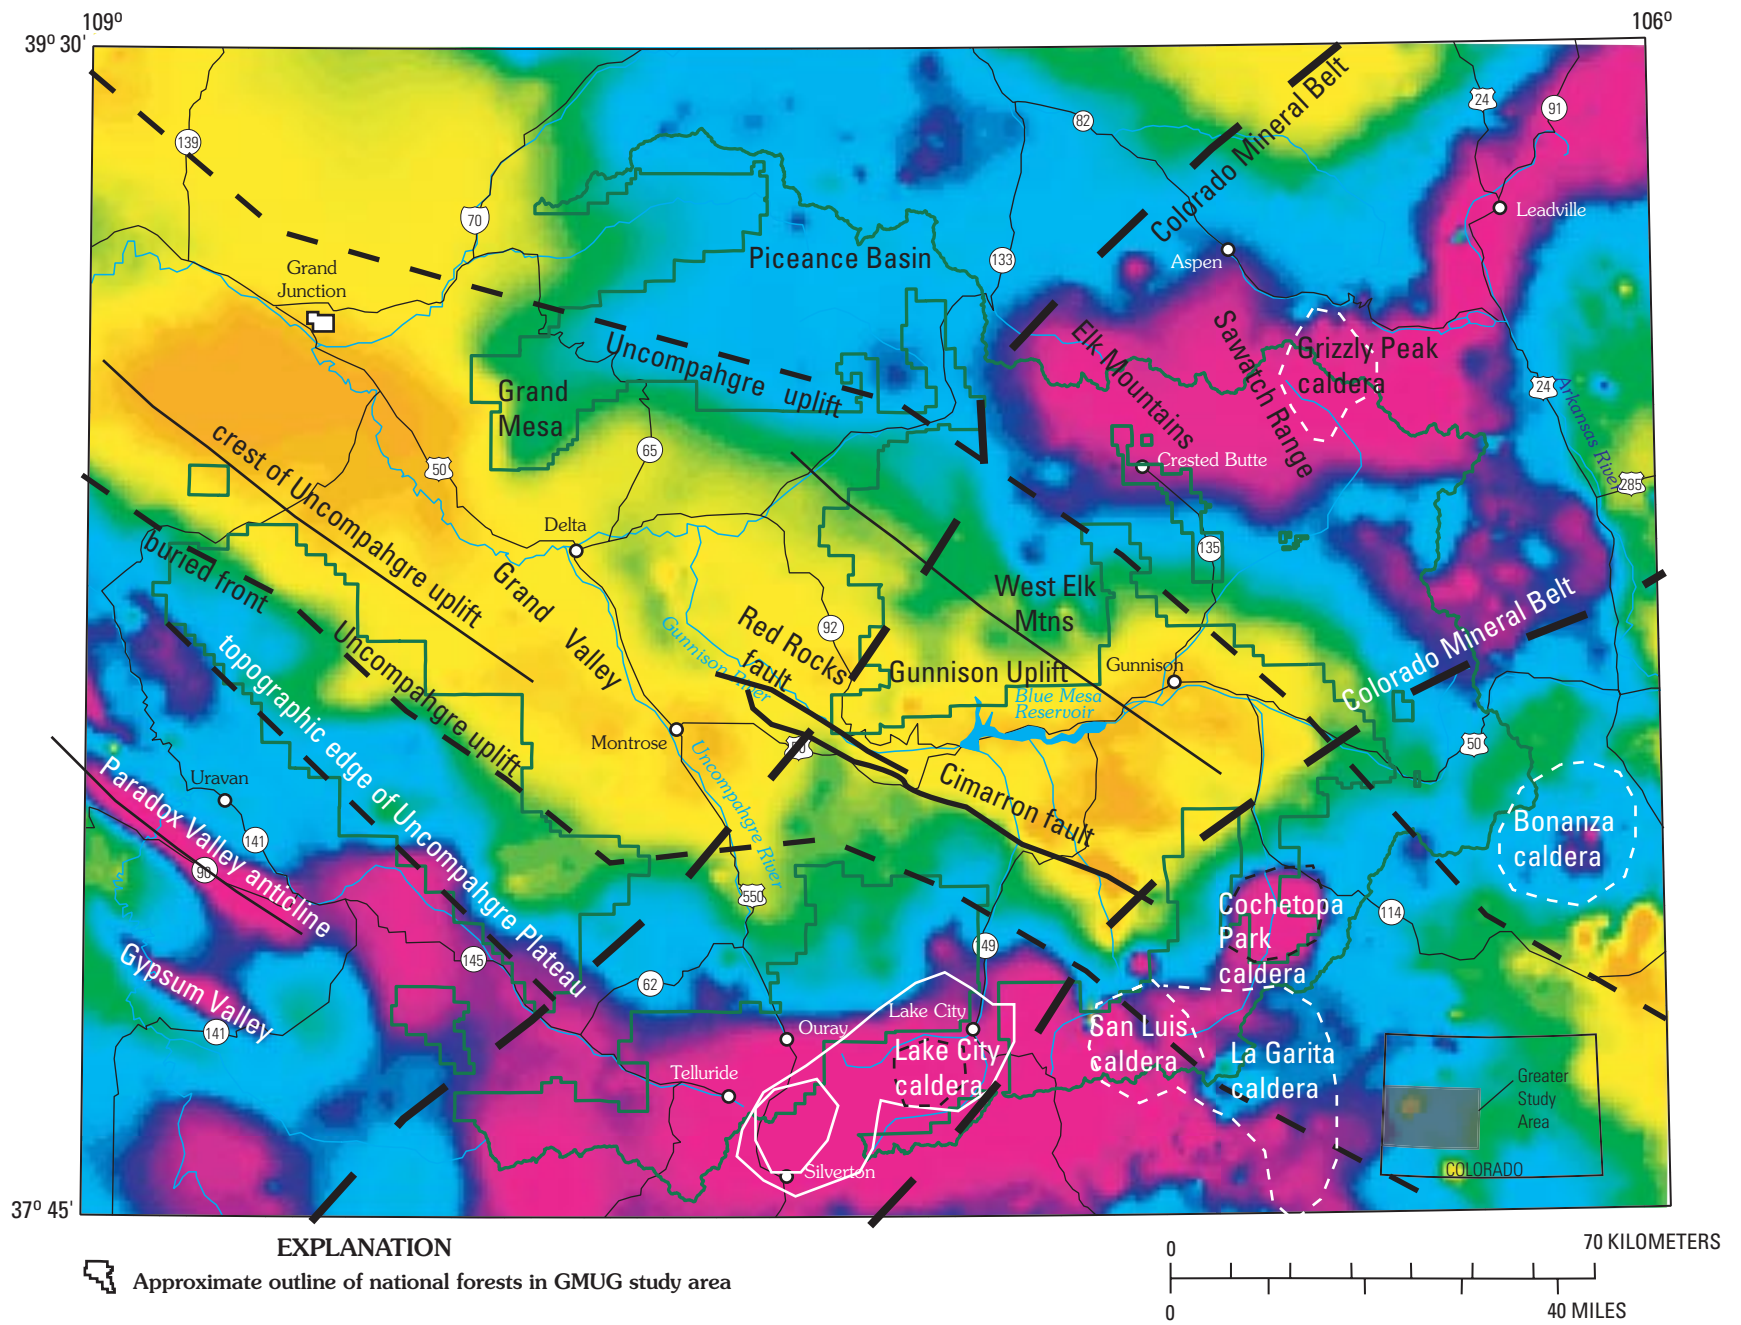 109º
106º
39º 30'
37º 45'
139
70
82
24
91
Leadville
Colorado Mineral Belt
Piceance Basin
133
Aspen
Grand
Junction
Uncompahgre uplift
Grand
Mesa
Elk Mountains
Sawatch Range
Grizzly Peak
caldera
24
Arkansas River
285
Crested Butte
65
50
crest of Uncompahgre uplift
Delta
135
buried front
Uncompahgre uplift
Grand Valley
Gunnison River
Red Rocks
fault
92
West Elk
Mtns
Gunnison Uplift
Gunnison
Blue Mesa
Reservoir
Colorado Mineral Belt
topographic edge of Uncompahgre Plateau
Montrose
50
50
Uncompahgre River
Cimarron fault
Uravan
Paradox Valley anticline
141
90
Bonanza
caldera
550
Cochetopa
Park
caldera
114
Gypsum Valley
145
149
62
141
Ouray
Lake City
Lake City
caldera
San Luis
caldera
La Garita
caldera
Telluride
Silverton
Greater
Study
Area
COLORADO
EXPLANATION
Approximate outline of national forests in GMUG study area
0
70 KILOMETERS
0
40 MILES